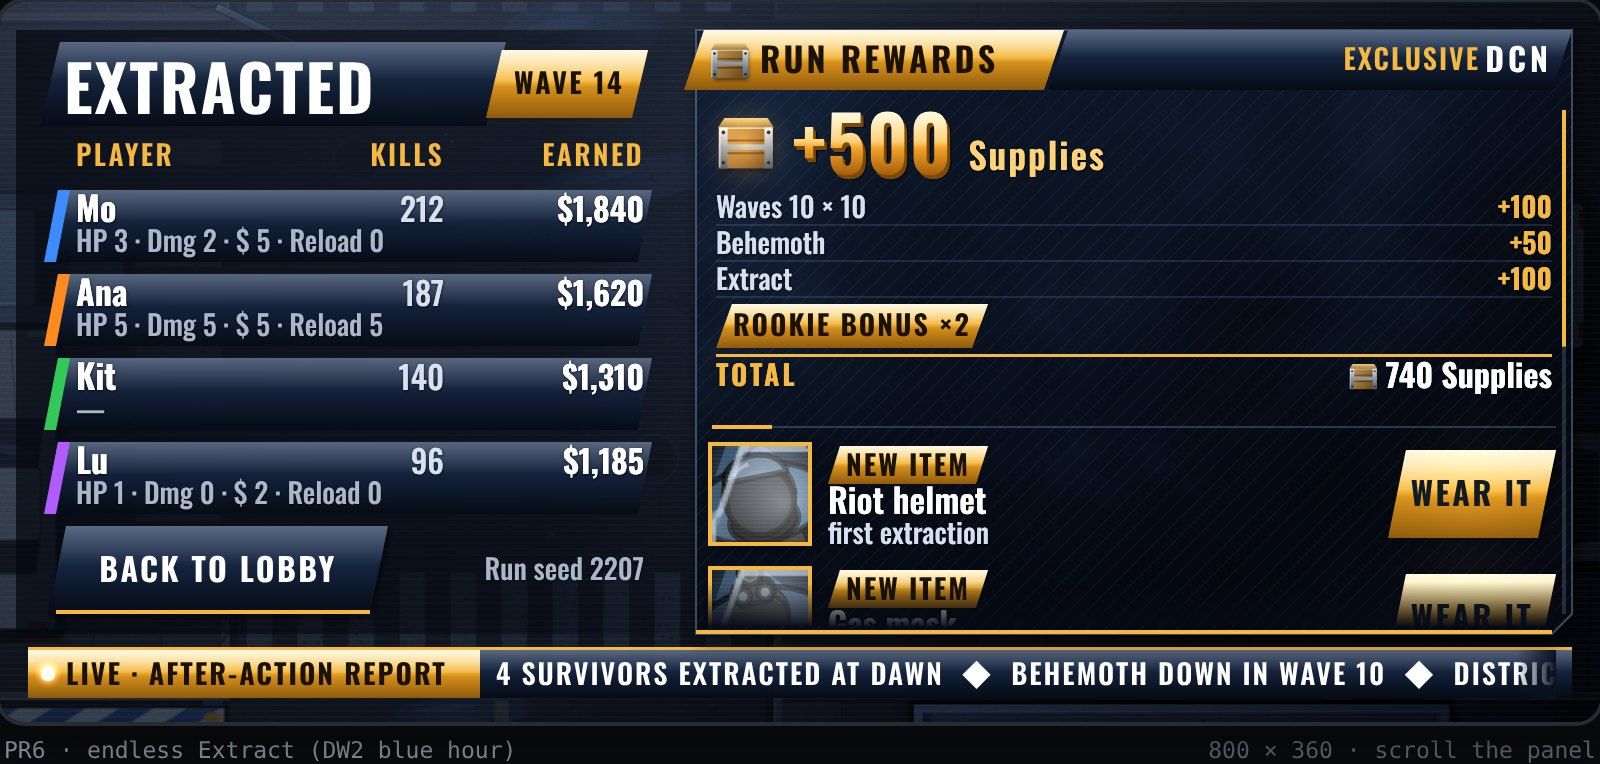 EXTRACTED
WAVE 14
PLAYER KILLS EARNED
Mo 212 $1,840
HP 3 · Dmg 2 · $ 5 · Reload 0
Ana 187 $1,620
HP 5 · Dmg 5 · $ 5 · Reload 5
Kit 140 $1,310
—
Lu 96 $1,185
HP 1 · Dmg 0 · $ 2 · Reload 0
BACK TO LOBBY
Run seed 2207
RUN REWARDS
EXCLUSIVE DCN
+500 Supplies
Waves 10 × 10 +100
Behemoth +50
Extract +100
ROOKIE BONUS ×2
TOTAL 740 Supplies
NEW ITEM
Riot helmet
first extraction
WEAR IT
NEW ITEM
Gas mask
WEAR IT
LIVE · AFTER-ACTION REPORT
4 SURVIVORS EXTRACTED AT DAWN ◆ BEHEMOTH DOWN IN WAVE 10 ◆ DISTRIC
PR6 · endless Extract (DW2 blue hour)
800 × 360 · scroll the panel